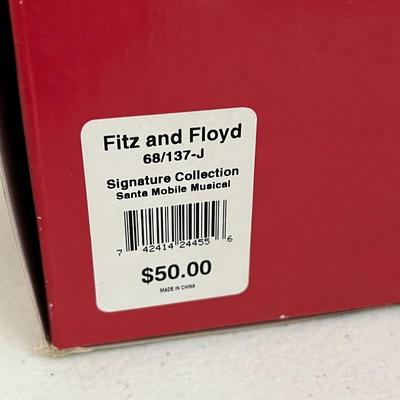 Fitz and Floyd
68/137-J
Signature Collection
Santa Mobile Musical
7 42414 24455 6
$50.00
MADE IN CHINA